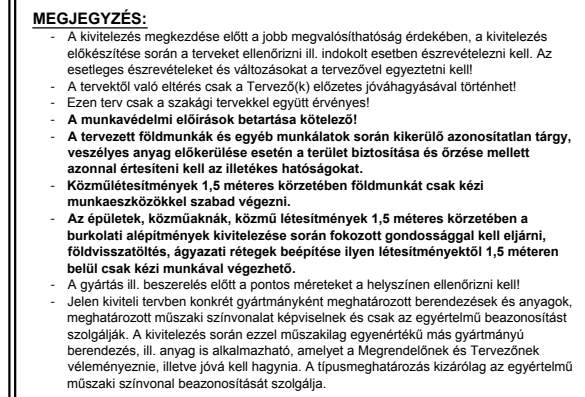 MEGJEGYZÉS:
- A kivitelezés megkezdése előtt a jobb megvalósíthatóság érdekében, a kivitelezés
előkészítése során a terveket ellenőrizni ill. indokolt esetben észrevételezni kell. Az
esetleges észrevételeket és változásokat a tervezővel egyeztetni kell!
- A tervektől való eltérés csak a Tervező(k) előzetes jóváhagyásával történhet!
- Ezen terv csak a szakági tervekkel együtt érvényes!
- A munkavédelmi előírások betartása kötelező!
- A tervezett földmunkák és egyéb munkálatok során kikerülő azonosítatlan tárgy,
veszélyes anyag előkerülése esetén a terület biztosítása és őrzése mellett
azonnal értesíteni kell az illetékes hatóságokat.
- Közműlétesítmények 1,5 méteres körzetében földmunkát csak kézi
munkaeszközökkel szabad végezni.
- Az épületek, közműaknák, közmű létesítmények 1,5 méteres körzetében a
burkolati alépítmények kivitelezése során fokozott gondossággal kell eljárni,
földvisszatöltés, ágyazati rétegek beépítése ilyen létesítményektől 1,5 méteren
belül csak kézi munkával végezhető.
- A gyártás ill. beszerelés előtt a pontos méreteket a helyszínen ellenőrizni kell!
- Jelen kiviteli tervben konkrét gyártmányként meghatározott berendezések és anyagok,
meghatározott műszaki színvonalat képviselnek és csak az egyértelmű beazonosítást
szolgálják. A kivitelezés során ezzel műszakilag egyenértékű más gyártmányú
berendezés, ill. anyag is alkalmazható, amelyet a Megrendelőnek és Tervezőnek
véleményeznie, illetve jóvá kell hagynia. A típusmeghatározás kizárólag az egyértelmű
műszaki színvonal beazonosítását szolgálja.